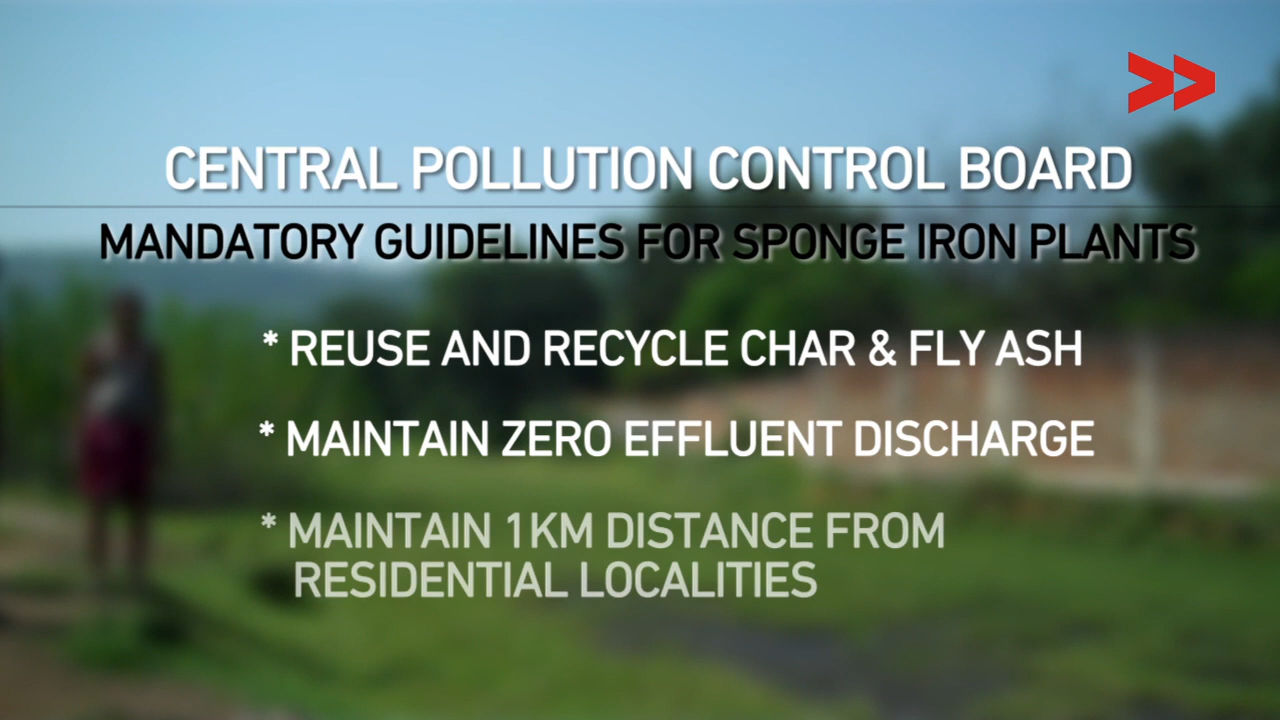 CENTRAL POLLUTION CONTROL BOARD
MANDATORY GUIDELINES FOR SPONGE IRON PLANTS
* REUSE AND RECYCLE CHAR & FLY ASH
* MAINTAIN ZERO EFFLUENT DISCHARGE
* MAINTAIN 1KM DISTANCE FROM
RESIDENTIAL LOCALITIES